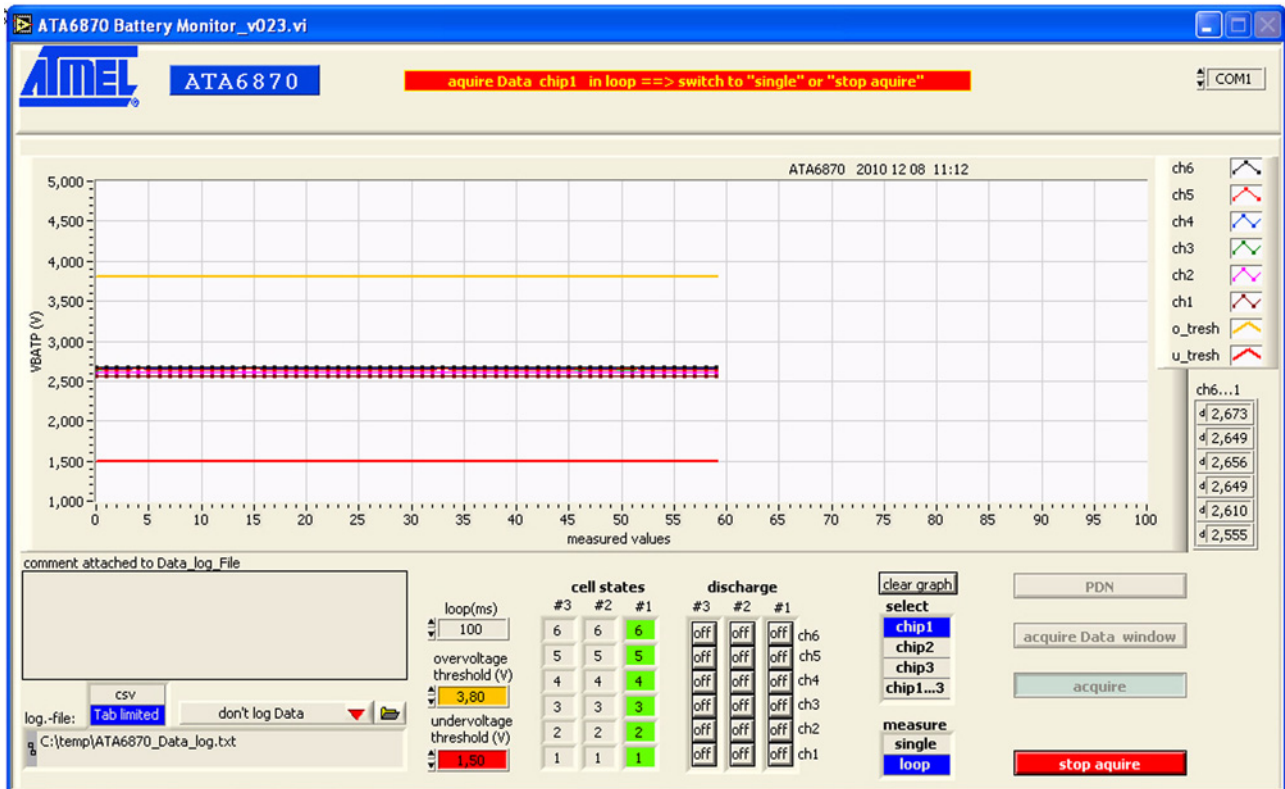 ATA6870 Battery Monitor_v023.vi
ATMEL
ATA6870
aquire Data chip1 in loop ==> switch to "single" or "stop aquire"
COM1
ATA6870 2010 12 08 11:12
VBATP (V)
5,000
4,500
4,000
3,500
3,000
2,500
2,000
1,500
1,000
0 5 10 15 20 25 30 35 40 45 50 55 60 65 70 75 80 85 90 95 100
measured values
ch6
ch5
ch4
ch3
ch2
ch1
o_tresh
u_tresh
ch6...1
d 2,673
d 2,649
d 2,656
d 2,649
d 2,610
d 2,555
comment attached to Data_log_File
csv
log.-file: Tab limited don't log Data
C:\temp\ATA6870_Data_log.txt
loop(ms)
100
overvoltage
threshold (V)
3,80
undervoltage
threshold (V)
1,50
cell states
#3 #2 #1
6 6 6
5 5 5
4 4 4
3 3 3
2 2 2
1 1 1
discharge
#3 #2 #1
off off off ch6
off off off ch5
off off off ch4
off off off ch3
off off off ch2
off off off ch1
clear graph
select
chip1
chip2
chip3
chip1...3
measure
single
loop
PDN
acquire Data window
acquire
stop aquire